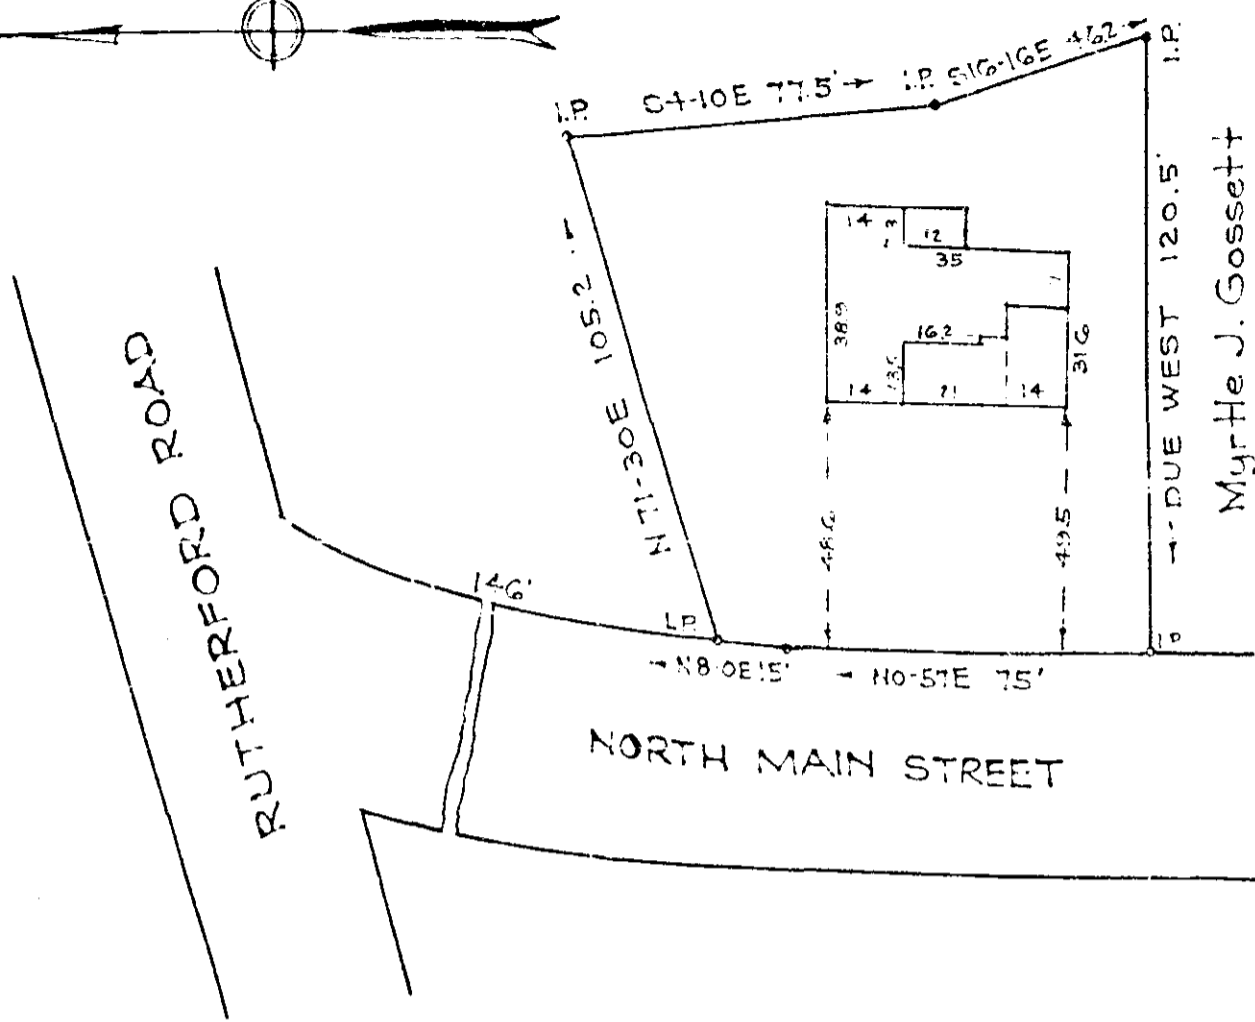 I.P.
S4-10E 77.5'
I.P.
S16-16E 46.2
I.P.
N 71-30E 105.2
DUE WEST 120.5'
Myrtle J. Gossett
14
12
35
7
38.9
16.2
31.6
14
21
14
48.6
49.5
RUTHERFORD ROAD
146'
I.P.
I.P.
N8-0E 15'
N0-57E 75'
NORTH MAIN STREET